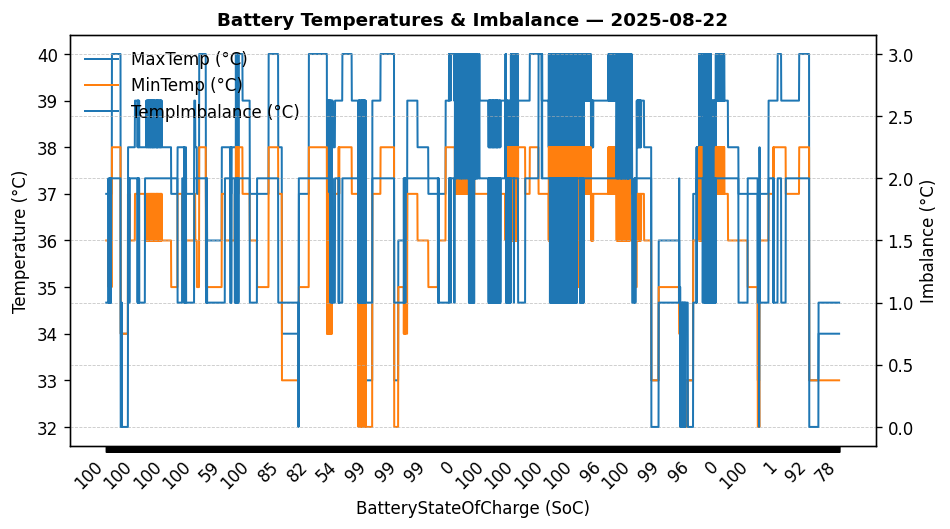 Battery Temperatures & Imbalance — 2025-08-22
MaxTemp (°C)
MinTemp (°C)
TempImbalance (°C)
Temperature (°C)
40
39
38
37
36
35
34
33
32
3.0
2.5
2.0
1.5
1.0
0.5
0.0
Imbalance (°C)
100 100 100 100 59 100 85 82 54 99 99 99 0 100 100 100 100 96 100 99 96 0 100 1 92 78
BatteryStateOfCharge (SoC)